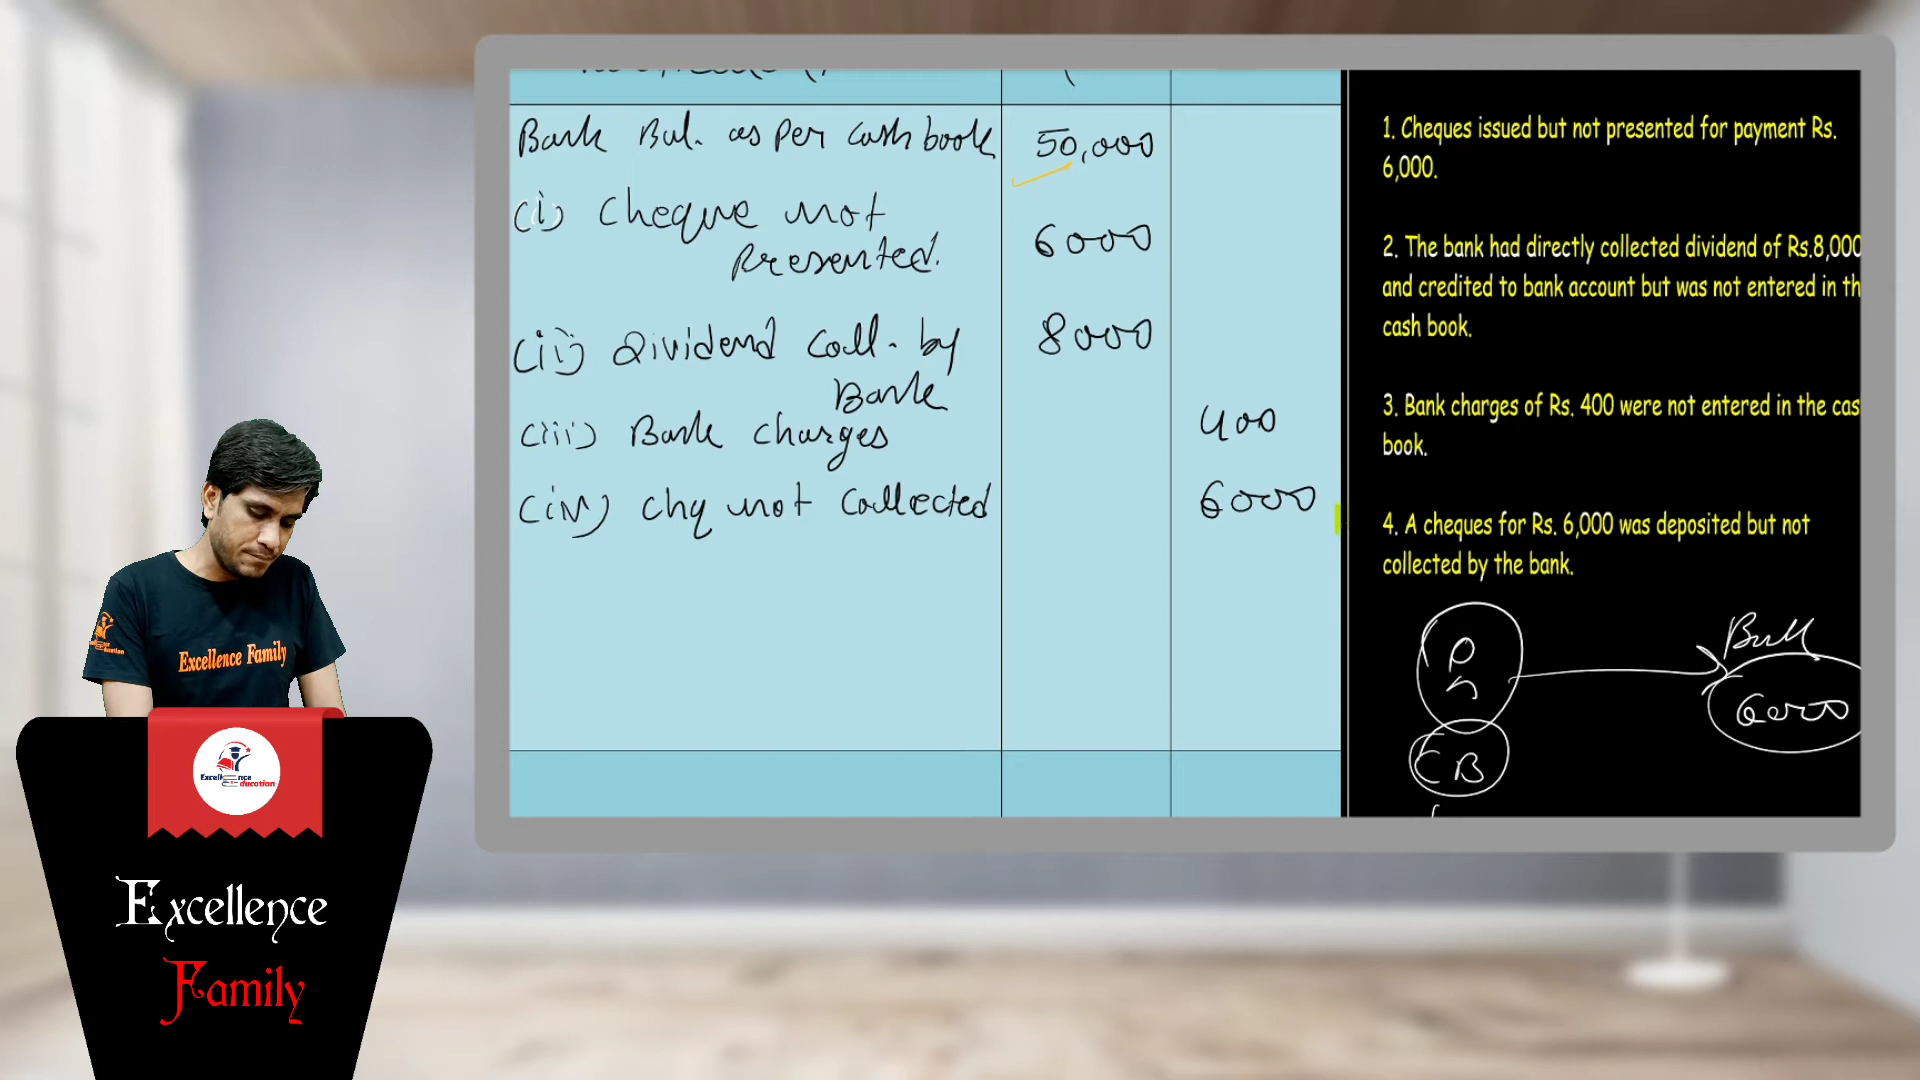 Bank Bal. as per cash book 50,000
(i) Cheque not 6000
Presented.
(ii) Dividend Coll. by 8000
Bank
(iii) Bank charges 400
(iv) Chq not Collected 6000
1. Cheques issued but not presented for payment Rs.
6,000.
2. The bank had directly collected dividend of Rs.8,000
and credited to bank account but was not entered in th
cash book.
3. Bank charges of Rs. 400 were not entered in the cas
book.
4. A cheques for Rs. 6,000 was deposited but not
collected by the bank.
6000
CB
Excellence Family
Excellence
Education
Excellence
Family